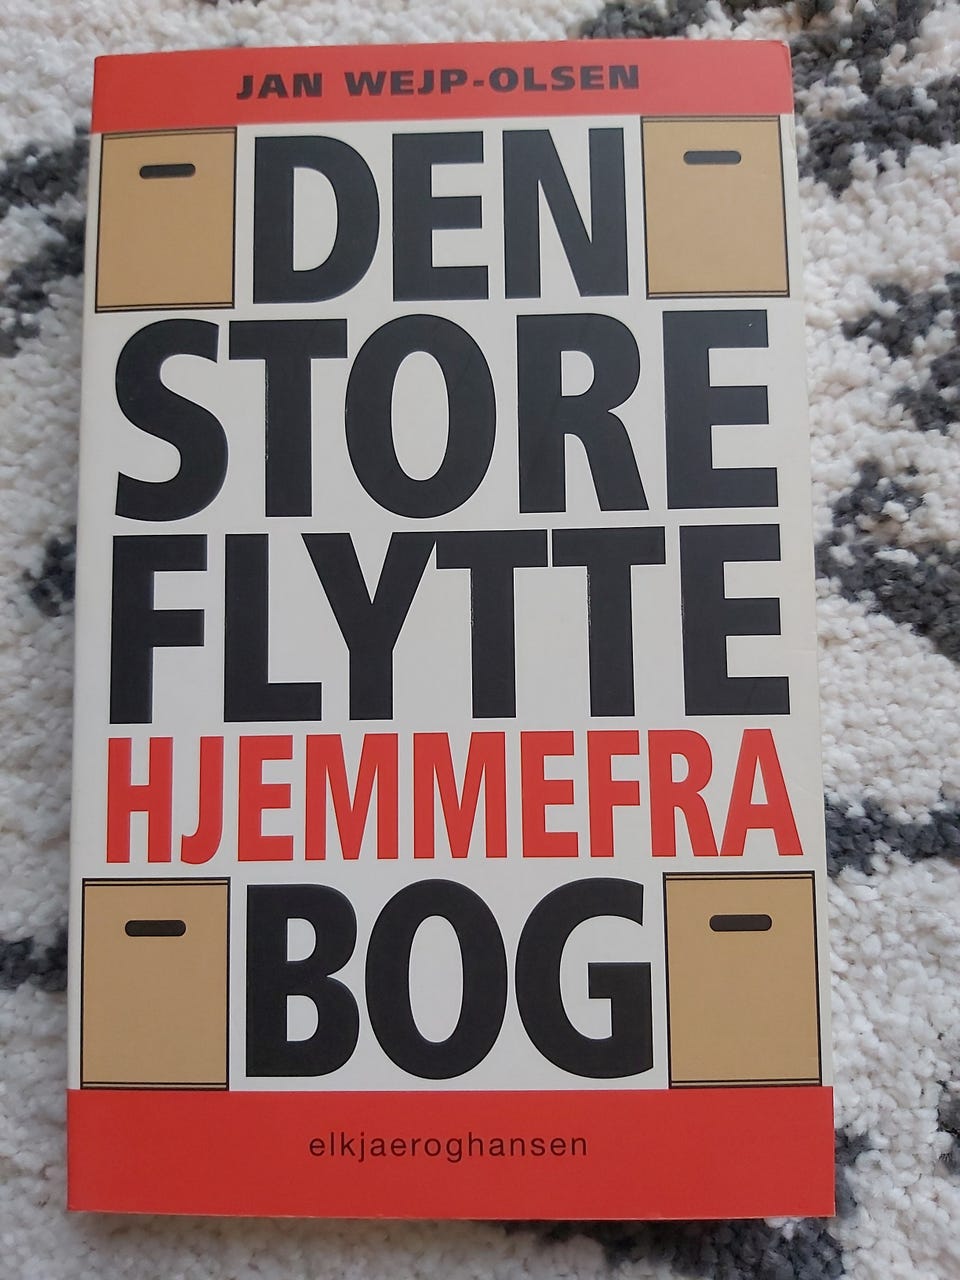 JAN WEJP-OLSEN
DEN
STORE
FLYTTE
HJEMMEFRA
BOG
elkjaeroghansen